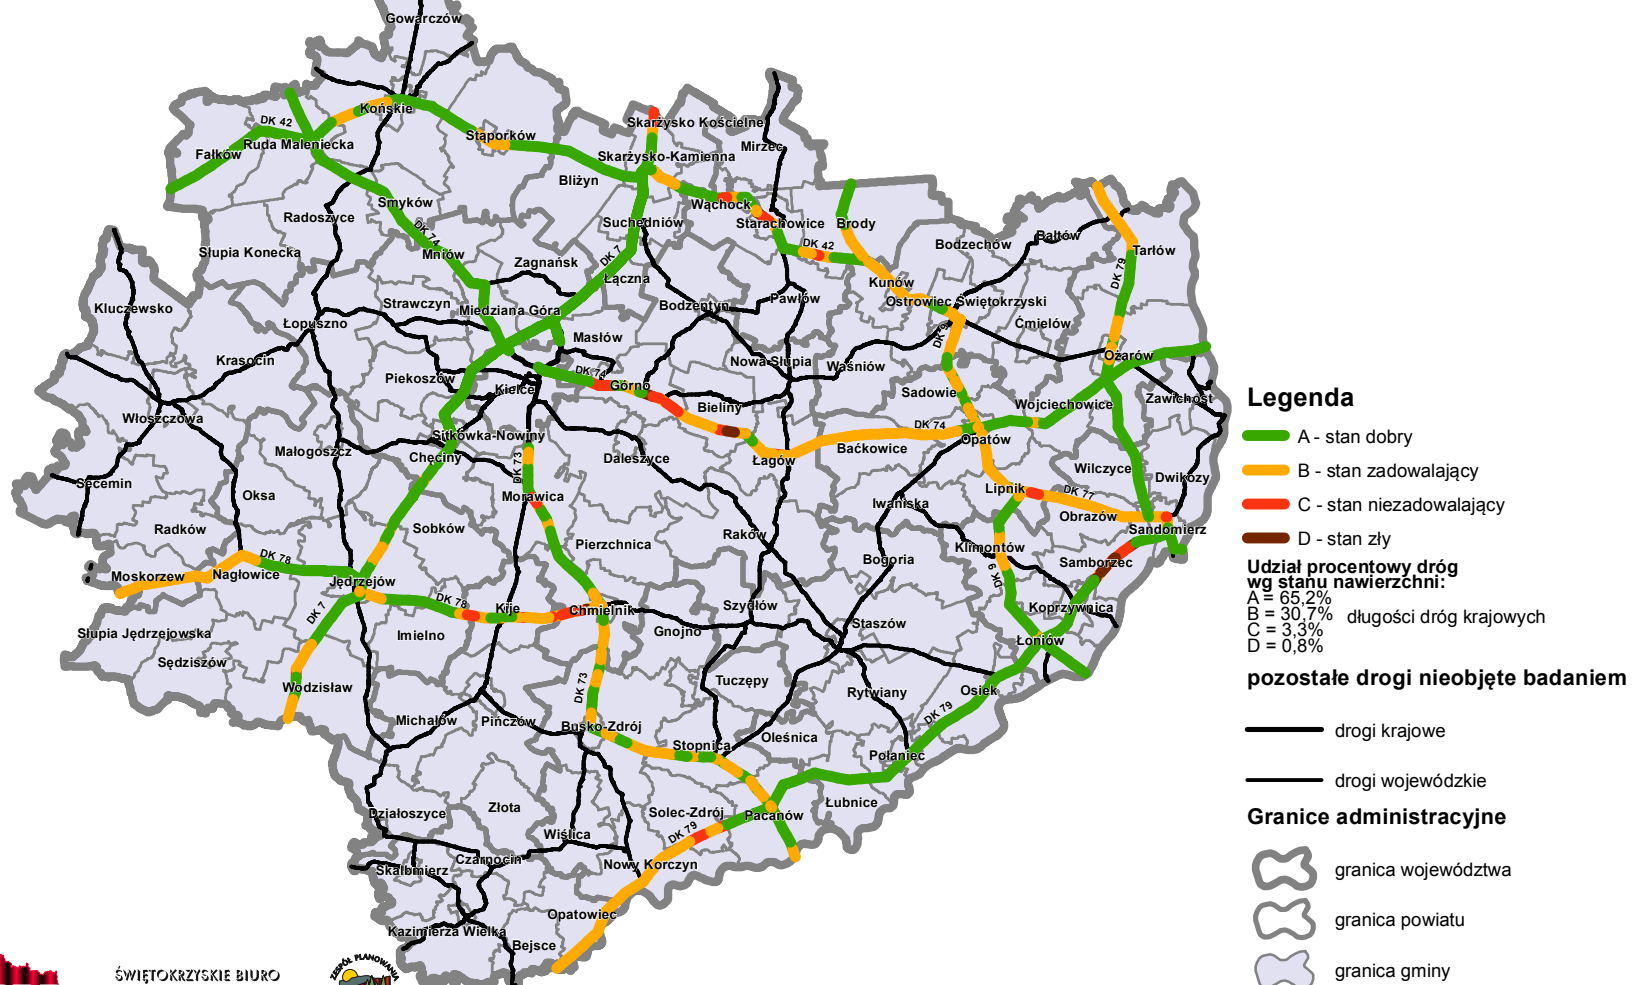 Gowarczów
Końskie
DK 42
Ruda Maleniecka
Fałków
Stąporków
Skarżysko Kościelne
Mirzec
Skarżysko-Kamienna
Bliżyn
Smyków
Radoszyce
Wąchock
Suchedniów
Starachowice
Brody
DK 74
DK 42
Słupia Konecka
Mniów
Zagnańsk
DK 7
Łączna
Bodzechów
Bałtów
Tarłów
DK 79
Kunów
Kluczewsko
Strawczyn
Miedziana Góra
Bodzentyn
Pawłów
Ostrowiec Świętokrzyski
Łopuszno
Masłów
Ćmielów
DK 9
Krasocin
Nowa Słupia
Waśniów
Ożarów
Piekoszów
Kielce
DK 74
Górno
Sadowie
Wojciechowice
Zawichost
Włoszczowa
Bieliny
DK 74
Sitkówka-Nowiny
Opatów
Małogoszcz
Chęciny
Daleszyce
Łagów
Baćkowice
Wilczyce
Dwikozy
Secemin
DK 73
Oksa
Morawica
Lipnik
DK 77
Iwaniska
Obrazów
Radków
Sobków
Pierzchnica
Raków
Sandomierz
Klimontów
Bogoria
Samborzec
DK 78
Moskorzew
Nagłowice
Jędrzejów
DK 9
DK 7
DK 78
Kije
Chmielnik
Szydłów
Koprzywnica
Słupia Jędrzejowska
Imielno
Gnojno
Staszów
Łoniów
Sędziszów
Wodzisław
DK 73
Tuczępy
Rytwiany
Osiek
Michałów
Pińczów
Busko-Zdrój
DK 79
Stopnica
Oleśnica
Połaniec
Działoszyce
Złota
Solec-Zdrój
Pacanów
Łubnice
DK 79
Wiślica
Czarnocin
Skalbmierz
Nowy Korczyn
Opatowiec
Kazimierza Wielka
Bejsce
Legenda
A - stan dobry
B - stan zadowalający
C - stan niezadowalający
D - stan zły
Udział procentowy dróg
wg stanu nawierzchni:
A = 65,2%
B = 30,7% długości dróg krajowych
C = 3,3%
D = 0,8%
pozostałe drogi nieobjęte badaniem
drogi krajowe
drogi wojewódzkie
Granice administracyjne
granica województwa
granica powiatu
granica gminy
ŚWIĘTOKRZYSKIE BIURO
ZESPÓŁ PLANOWANIA